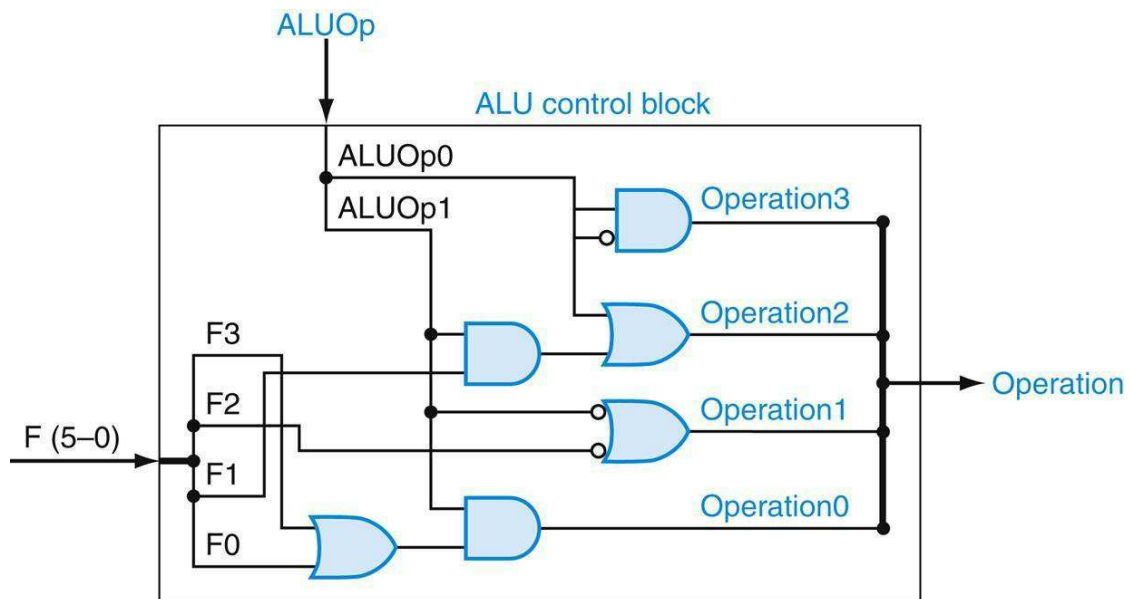 ALUOp
ALU control block
ALUOp0
ALUOp1
Operation3
Operation2
F3
F2
Operation1
Operation
F (5–0)
F1
Operation0
F0